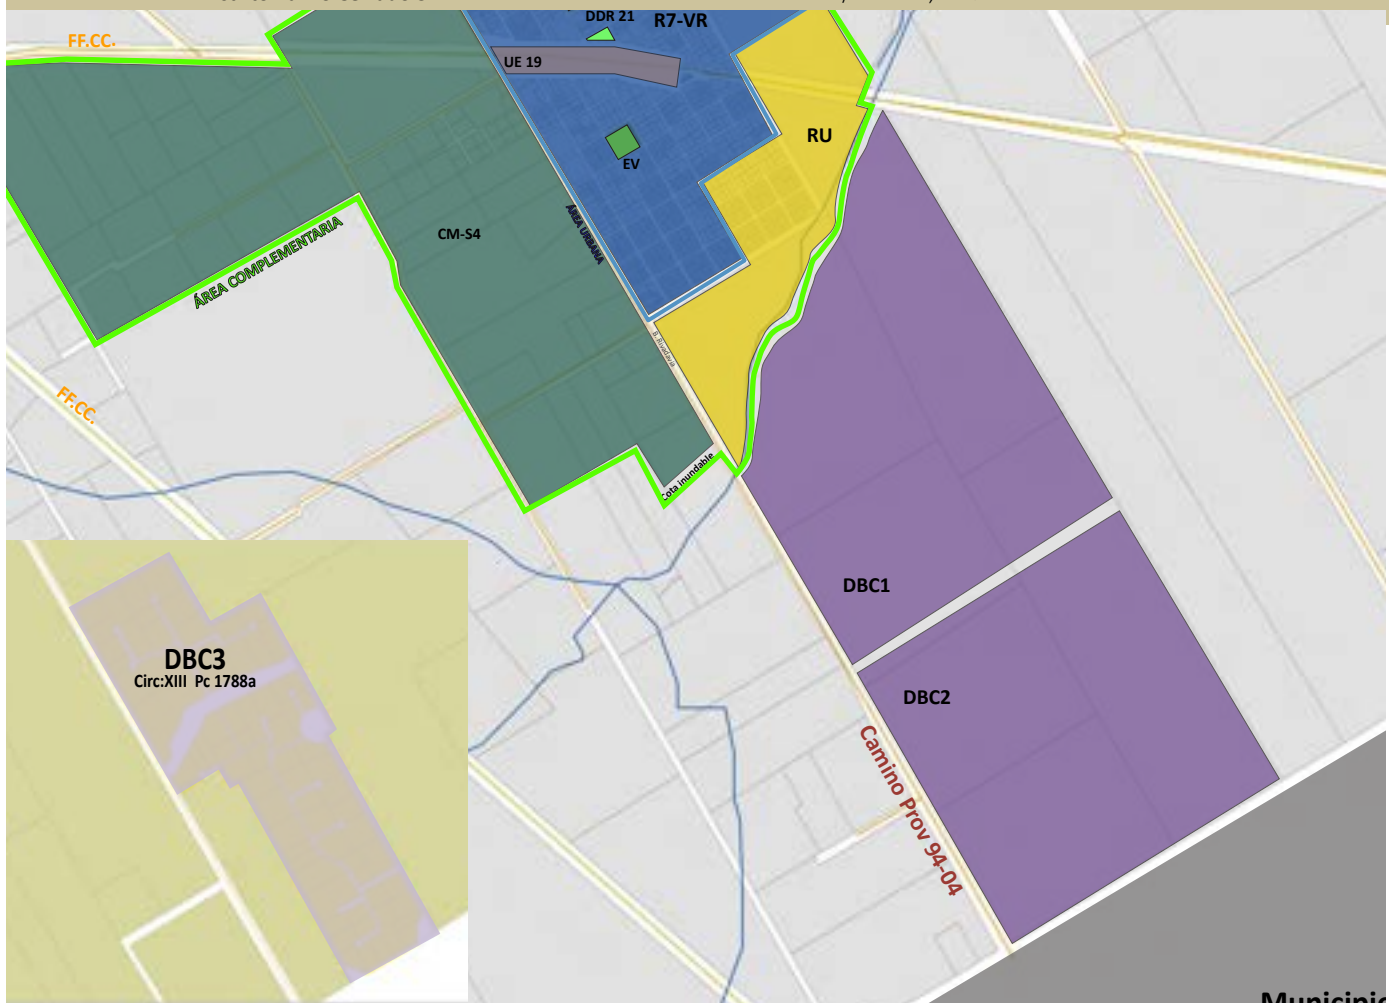 DDR 21
R7-VR
FF.CC.
UE 19
RU
EV
CM-S4
ÁREA URBANA
ÁREA COMPLEMENTARIA
B. Rivadavia
FF.CC.
Cota inundable
DBC1
DBC3
Circ:XIII Pc 1788a
DBC2
Camino Prov 94-04